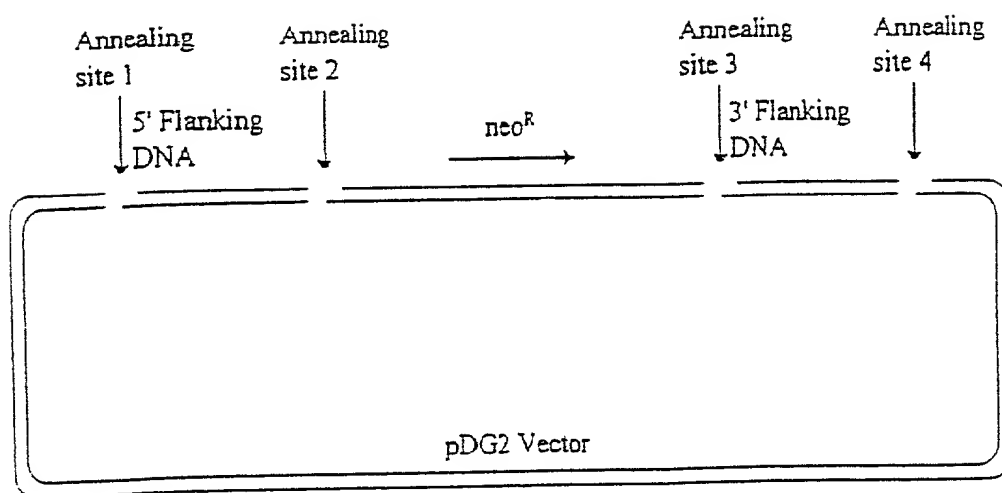 Annealing
site 1
Annealing
site 2
Annealing
site 3
Annealing
site 4
5' Flanking
DNA
neoᴿ
3' Flanking
DNA
pDG2 Vector